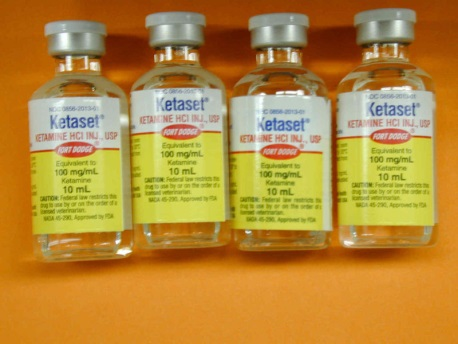 NDC 0856-2013-01
Ketaset®
KETAMINE HCl INJ., USP
FORT DODGE
Equivalent to
100 mg/mL
Ketamine
10 mL
CAUTION: Federal law restricts this
drug to use by or on the order of a
licensed veterinarian.
NADA 45-290, Approved by FDA
NDC 0856-2013-01
Ketaset®
KETAMINE HCl INJ., USP
FORT DODGE
Equivalent to
100 mg/mL
Ketamine
10 mL
CAUTION: Federal law restricts this
drug to use by or on the order of a
licensed veterinarian.
NADA 45-290, Approved by FDA
NDC 0856-2013-01
Ketaset®
KETAMINE HCl INJ., USP
FORT DODGE
Equivalent to
100 mg/mL
Ketamine
10 mL
CAUTION: Federal law restricts this
drug to use by or on the order of a
licensed veterinarian.
NADA 45-290, Approved by FDA
NDC 0856-2013-01
Ketaset®
KETAMINE HCl INJ., USP
FORT DODGE
Equivalent to
100 mg/mL
Ketamine
10 mL
CAUTION: Federal law restricts this
drug to use by or on the order of a
licensed veterinarian.
NADA 45-290, Approved by FDA